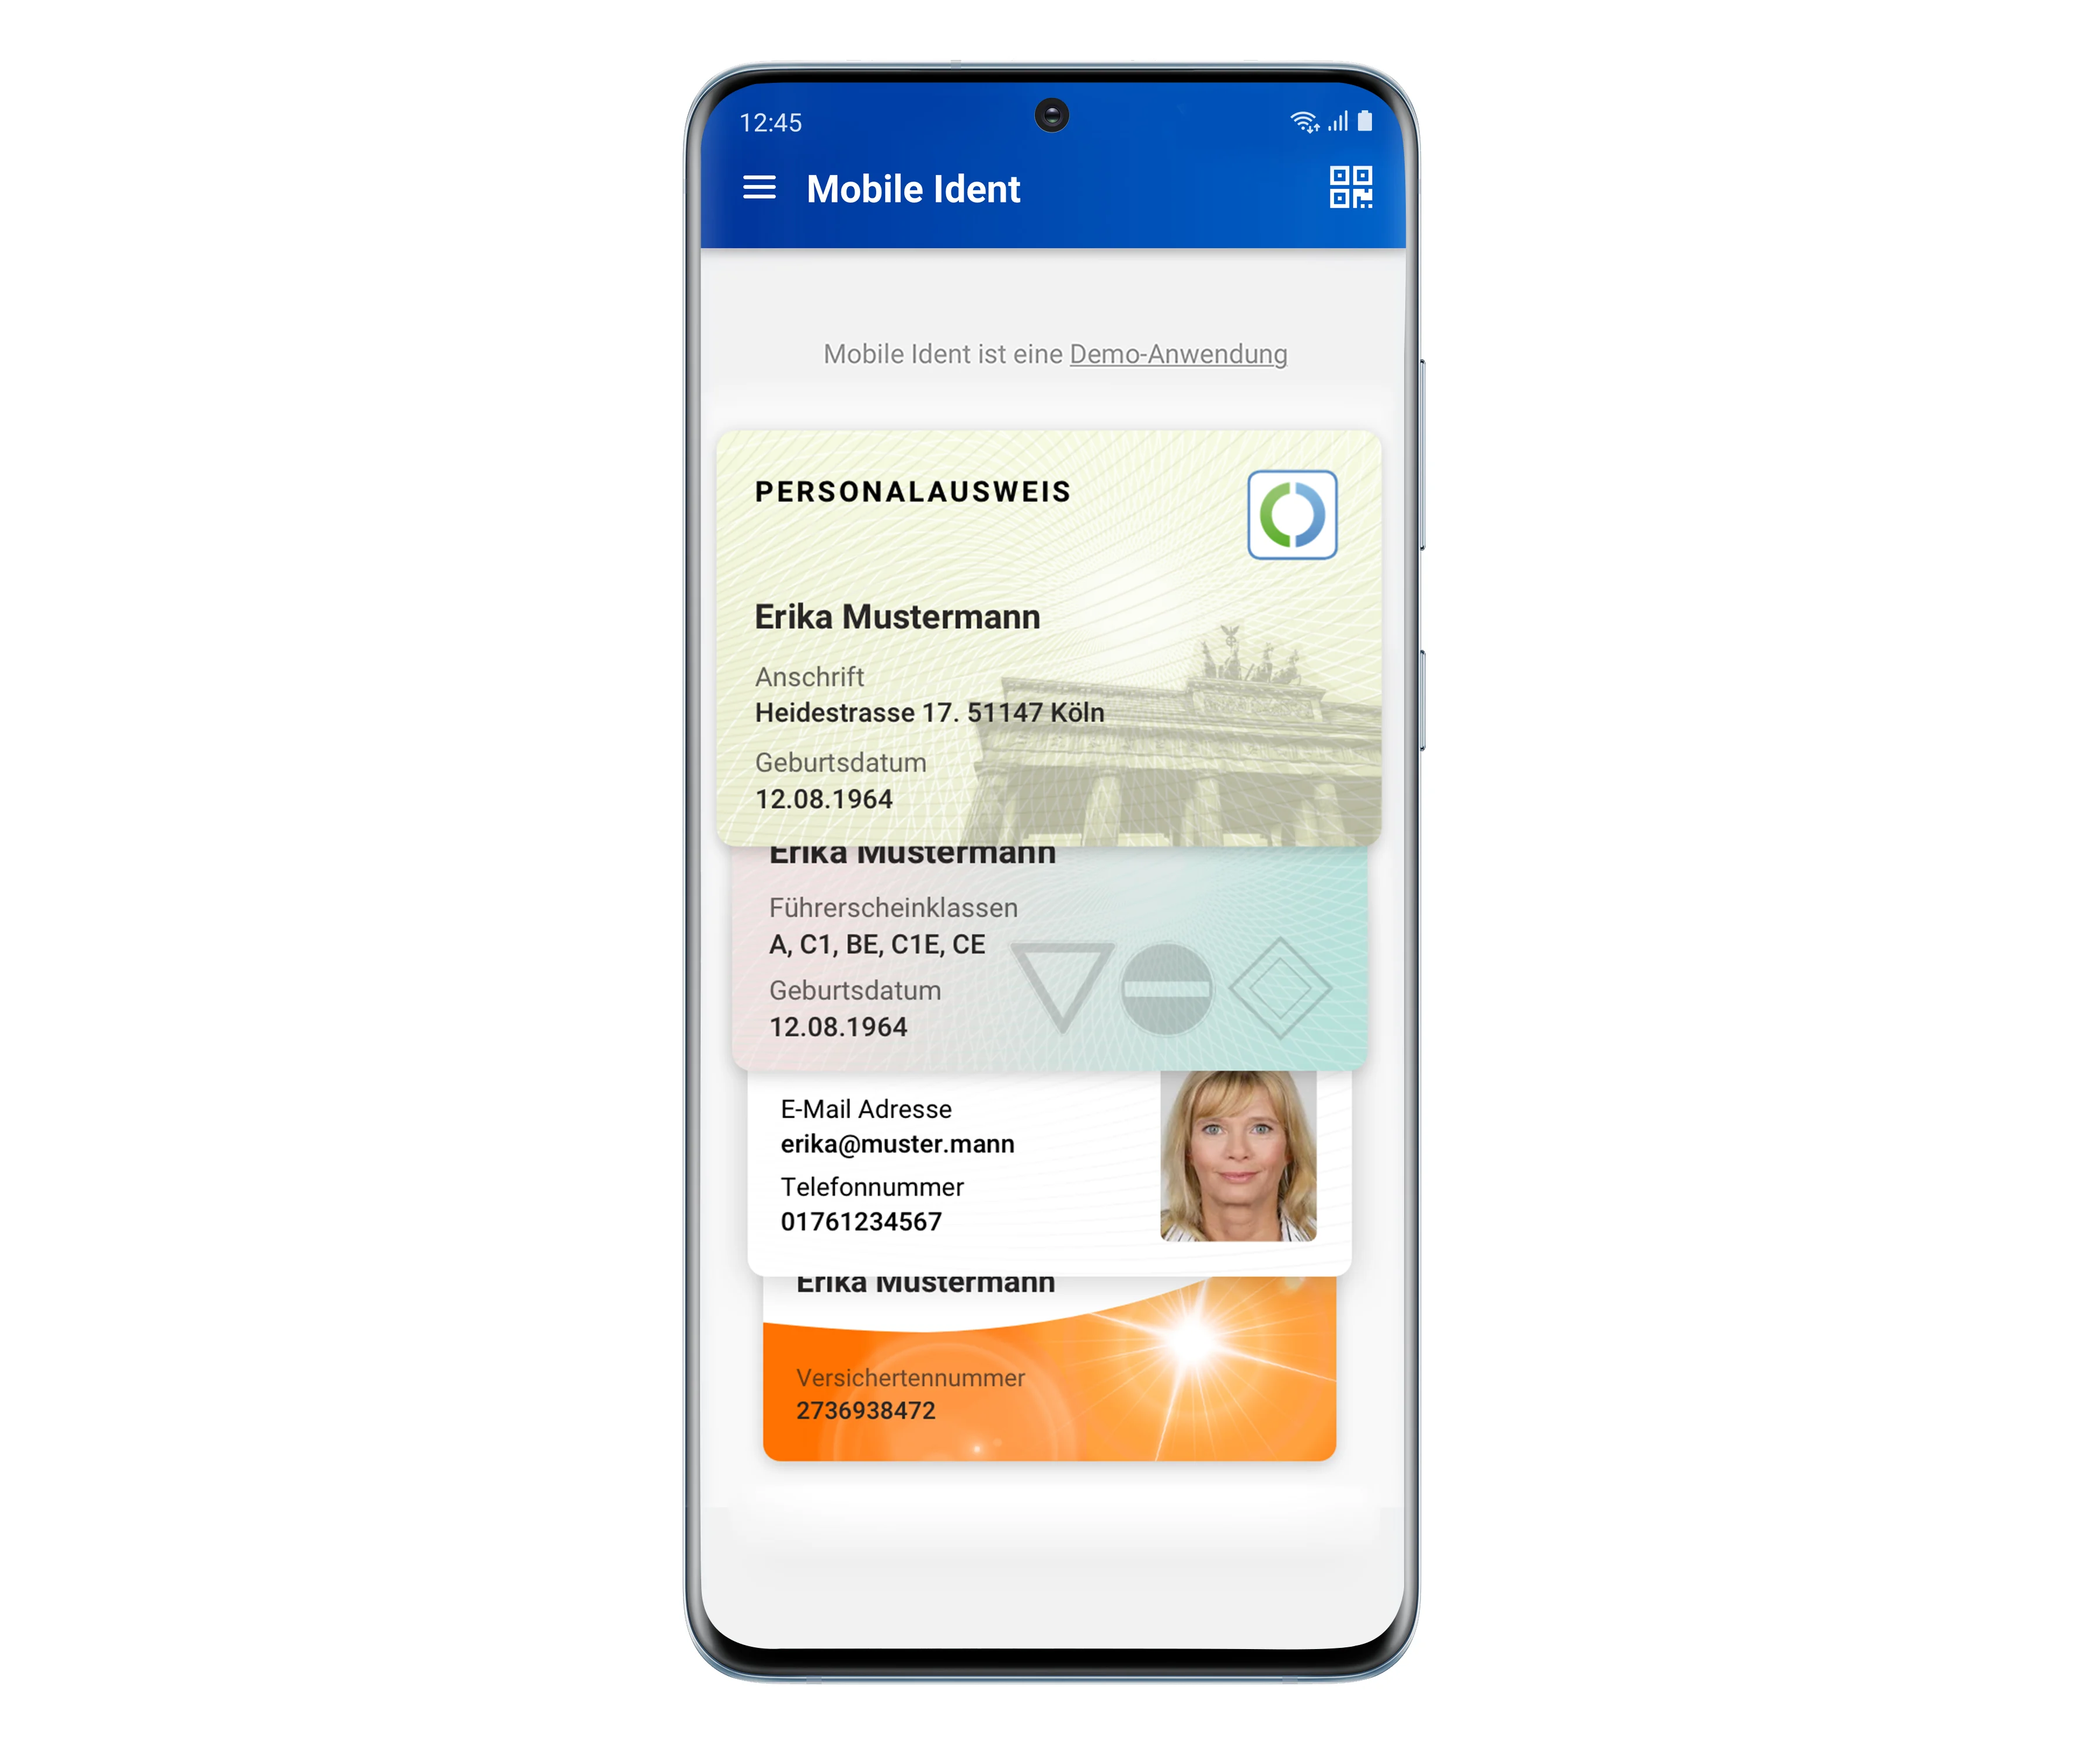 12:45
Mobile Ident
Mobile Ident ist eine Demo-Anwendung
PERSONALAUSWEIS
Erika Mustermann
Anschrift
Heidestrasse 17. 51147 Köln
Geburtsdatum
12.08.1964
Erika Mustermann
Führerscheinklassen
A, C1, BE, C1E, CE
Geburtsdatum
12.08.1964
E-Mail Adresse
erika@muster.mann
Telefonnummer
01761234567
Erika Mustermann
Versichertennummer
2736938472